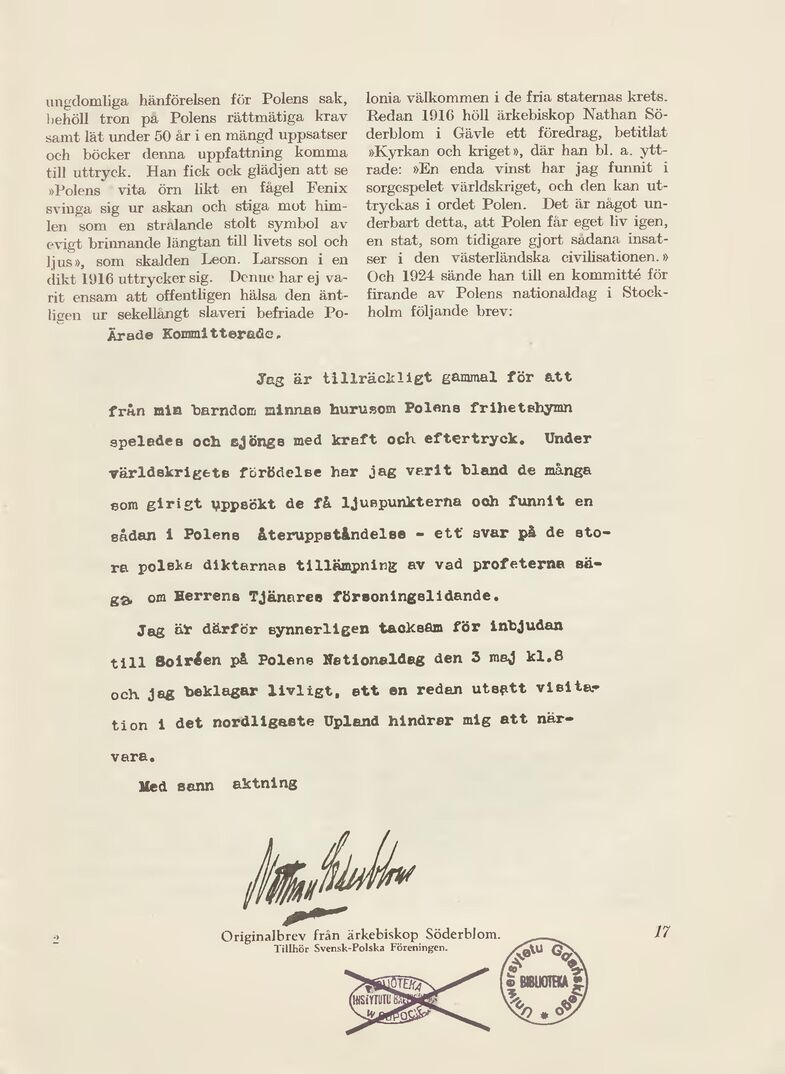 ungdomliga hänförelsen för Polens sak,
behöll tron på Polens rättmätiga krav
samt lät under 50 år i en mängd uppsatser
och böcker denna uppfattning komma
till uttryck. Han fick ock glädjen att se
»Polens vita örn likt en fågel Fenix
svinga sig ur askan och stiga mot him-
len som en strålande stolt symbol av
evigt brinnande längtan till livets sol och
ljus», som skalden Leon. Larsson i en
dikt 1916 uttrycker sig. Denne har ej va-
rit ensam att offentligen hälsa den änt-
ligen ur sekellångt slaveri befriade Po-
lonia välkommen i de fria staternas krets.
Redan 1916 höll ärkebiskop Nathan Sö-
derblom i Gävle ett föredrag, betitlat
»Kyrkan och kriget», där han bl. a. ytt-
rade: »En enda vinst har jag funnit i
sorgespelet världskriget, och den kan ut-
tryckas i ordet Polen. Det är något un-
derbart detta, att Polen får eget liv igen,
en stat, som tidigare gjort sådana insat-
ser i den västerländska civilisationen.»
Och 1924 sände han till en kommitté för
firande av Polens nationaldag i Stock-
holm följande brev:
Ärade Kommitterade.
Jag är tillräckligt gammal för att
från min barndom minnas hurusom Polens frihetshymn
spelades och sjöngs med kraft och eftertryck. Under
världskrigets förödelse har jag varit bland de många
som girigt uppsökt de få ljuspunkterna och funnit en
sådan i Polens återuppståndelse - ett svar på de sto-
ra polska diktarnas tillämpning av vad profeterna sä-
ga om Herrens Tjänares försoningslidande.
Jag är därför synnerligen tacksam för inbjudan
till Soiréen på Polens Nationaldag den 3 maj kl.8
och jag beklagar livligt, att en redan utsatt visita-
tion i det nordligaste Upland hindrar mig att när-
vara.
Med sann aktning
Nathan Söderblom
Originalbrev från ärkebiskop Söderblom.
Tillhör Svensk-Polska Föreningen.
2
17
BIBLIOTEKA
INSTYTUTU
W SOPOCIE
Uniwersytetu Gdańskiego
BIBLIOTEKA
*